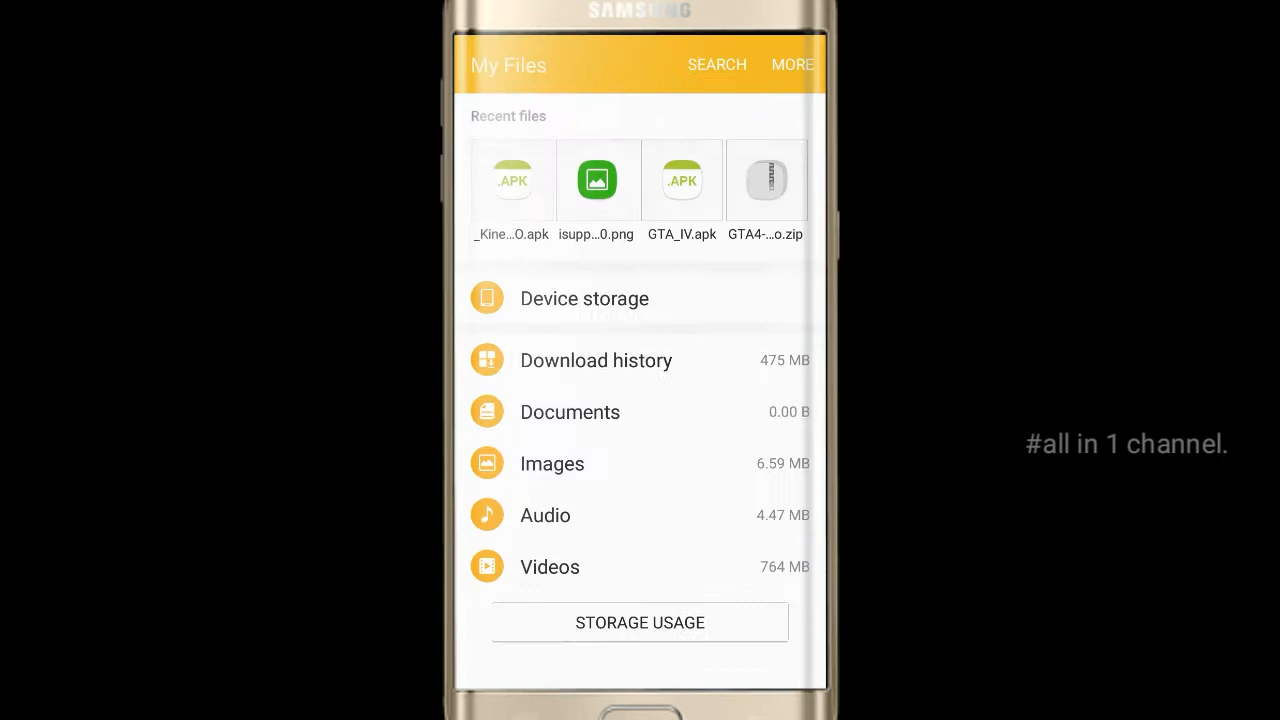 SAMSUNG
My Files SEARCH MORE
Recent files
.APK .APK
_Kine...O.apk isupp...0.png GTA_IV.apk GTA4-...o.zip
Device storage
Download history 475 MB
Documents 0.00 B
Images 6.59 MB
Audio 4.47 MB
Videos 764 MB
STORAGE USAGE
#all in 1 channel.